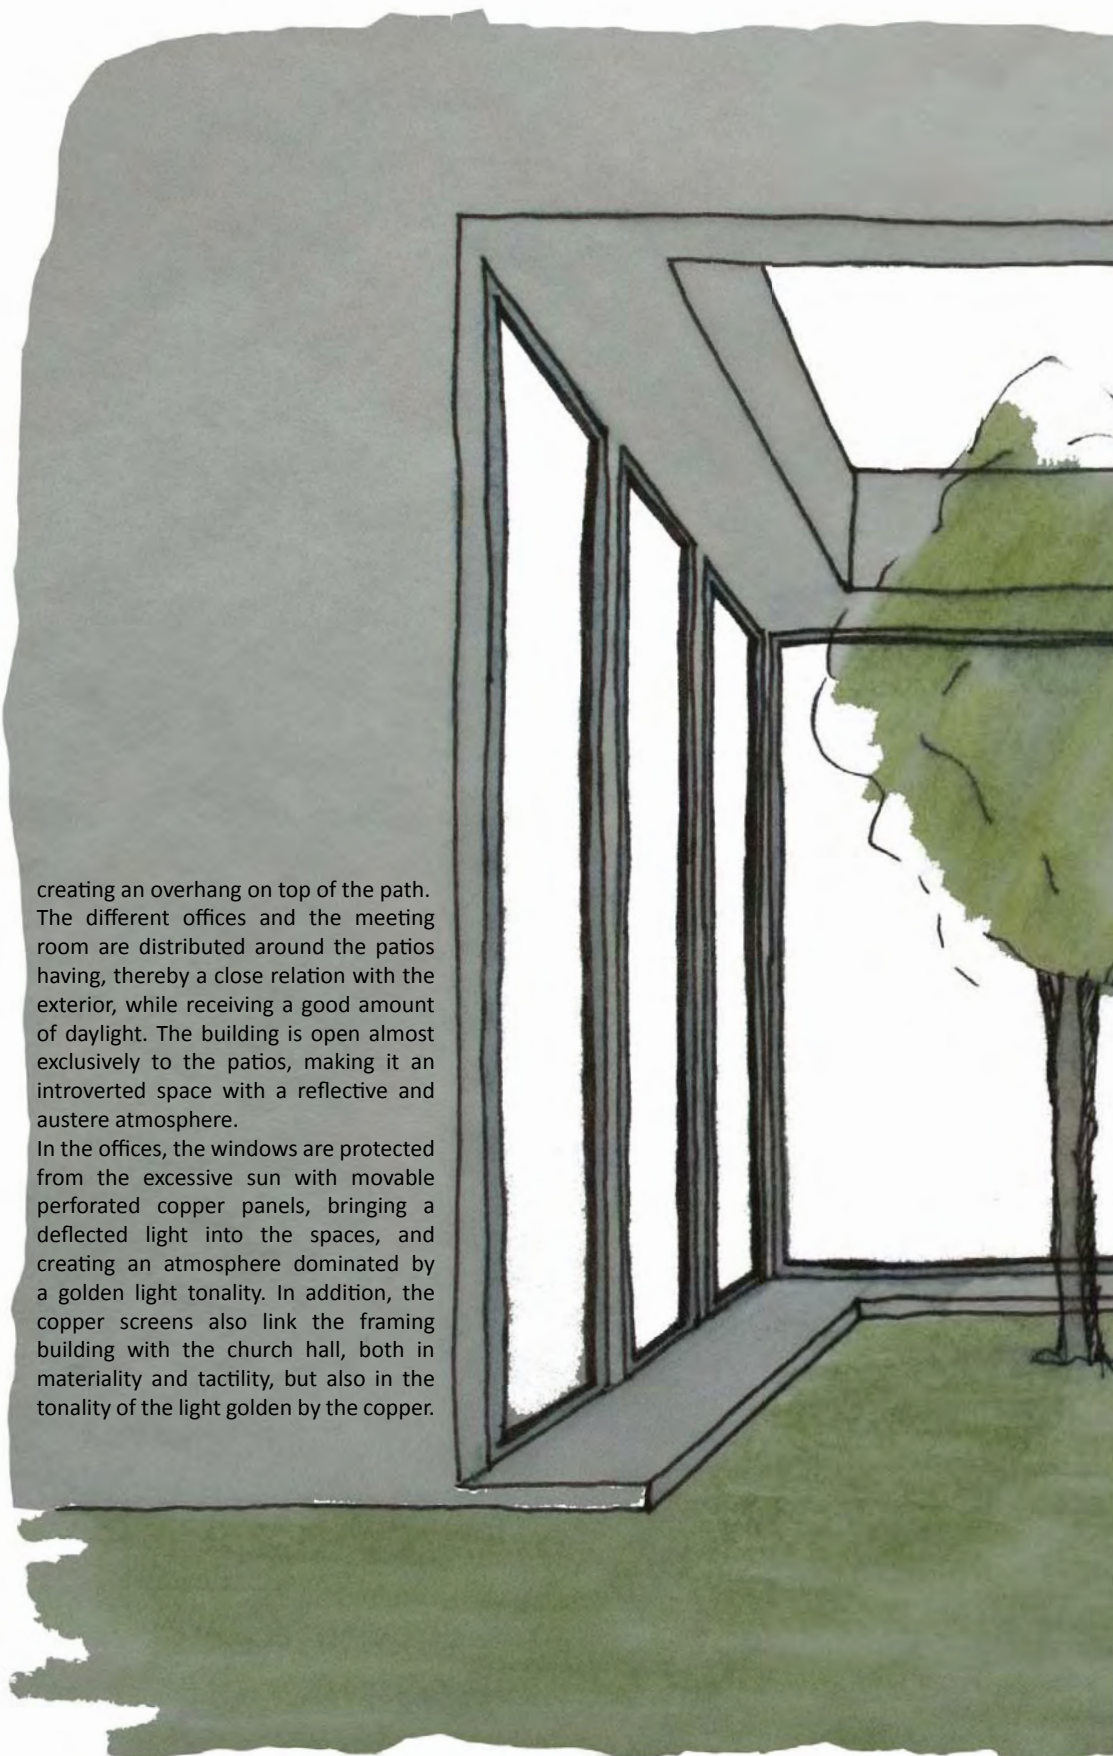 creating an overhang on top of the path.
The different offices and the meeting
room are distributed around the patios
having, thereby a close relation with the
exterior, while receiving a good amount
of daylight. The building is open almost
exclusively to the patios, making it an
introverted space with a reflective and
austere atmosphere.
In the offices, the windows are protected
from the excessive sun with movable
perforated copper panels, bringing a
deflected light into the spaces, and
creating an atmosphere dominated by
a golden light tonality. In addition, the
copper screens also link the framing
building with the church hall, both in
materiality and tactility, but also in the
tonality of the light golden by the copper.